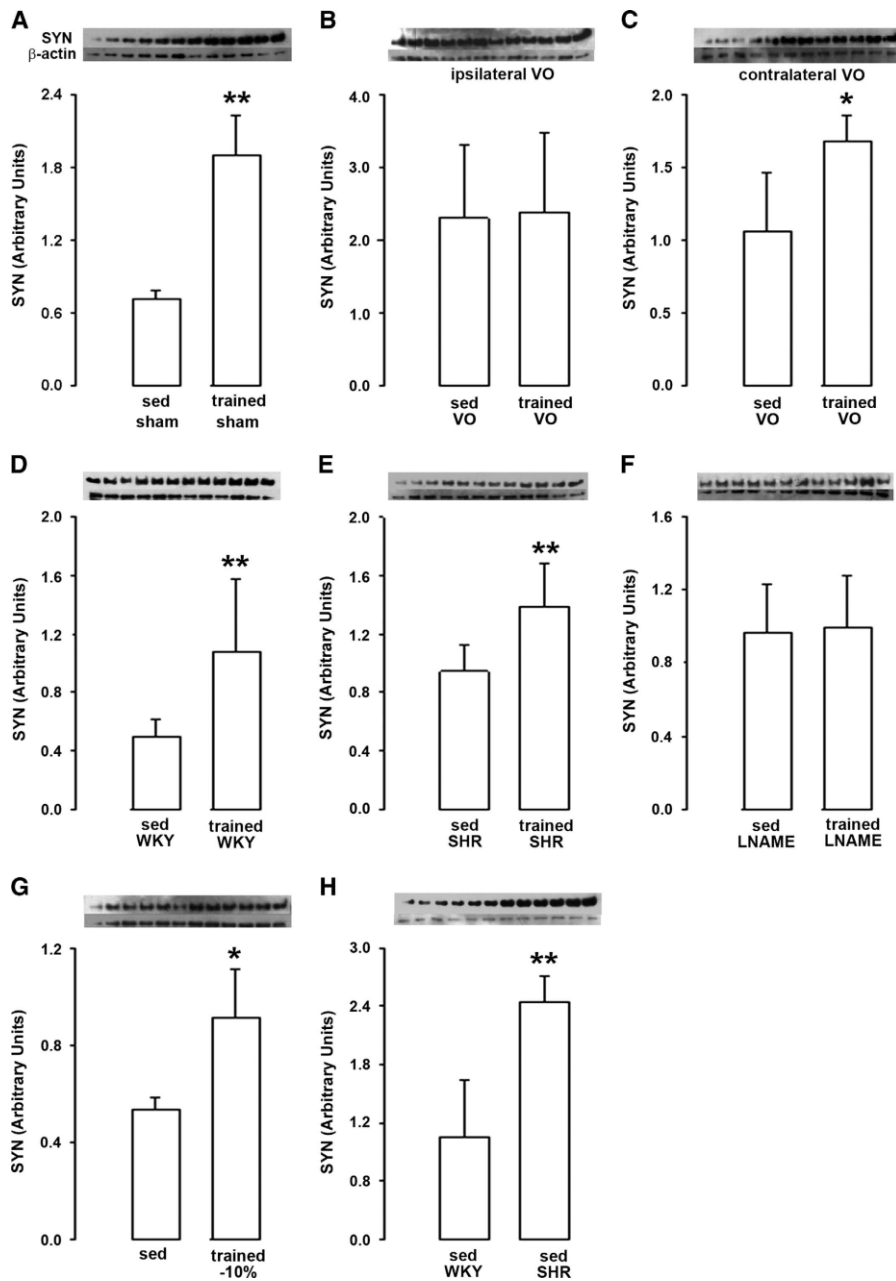 A
SYN
β-actin
SYN (Arbitrary Units)
2.4
1.8
1.2
0.6
0.0
**
sed
sham
trained
sham
B
ipsilateral VO
SYN (Arbitrary Units)
4.0
3.0
2.0
1.0
0.0
sed
VO
trained
VO
C
contralateral VO
SYN (Arbitrary Units)
2.0
1.5
1.0
0.5
0.0
*
sed
VO
trained
VO
D
SYN (Arbitrary Units)
2.0
1.6
1.2
0.8
0.4
0.0
**
sed
WKY
trained
WKY
E
SYN (Arbitrary Units)
2.0
1.6
1.2
0.8
0.4
0.0
**
sed
SHR
trained
SHR
F
SYN (Arbitrary Units)
1.6
1.2
0.8
0.4
0.0
sed
LNAME
trained
LNAME
G
SYN (Arbitrary Units)
1.2
0.8
0.4
0.0
*
sed
trained
-10%
H
SYN (Arbitrary Units)
3.0
2.4
1.8
1.2
0.8
0.0
**
sed
WKY
sed
SHR